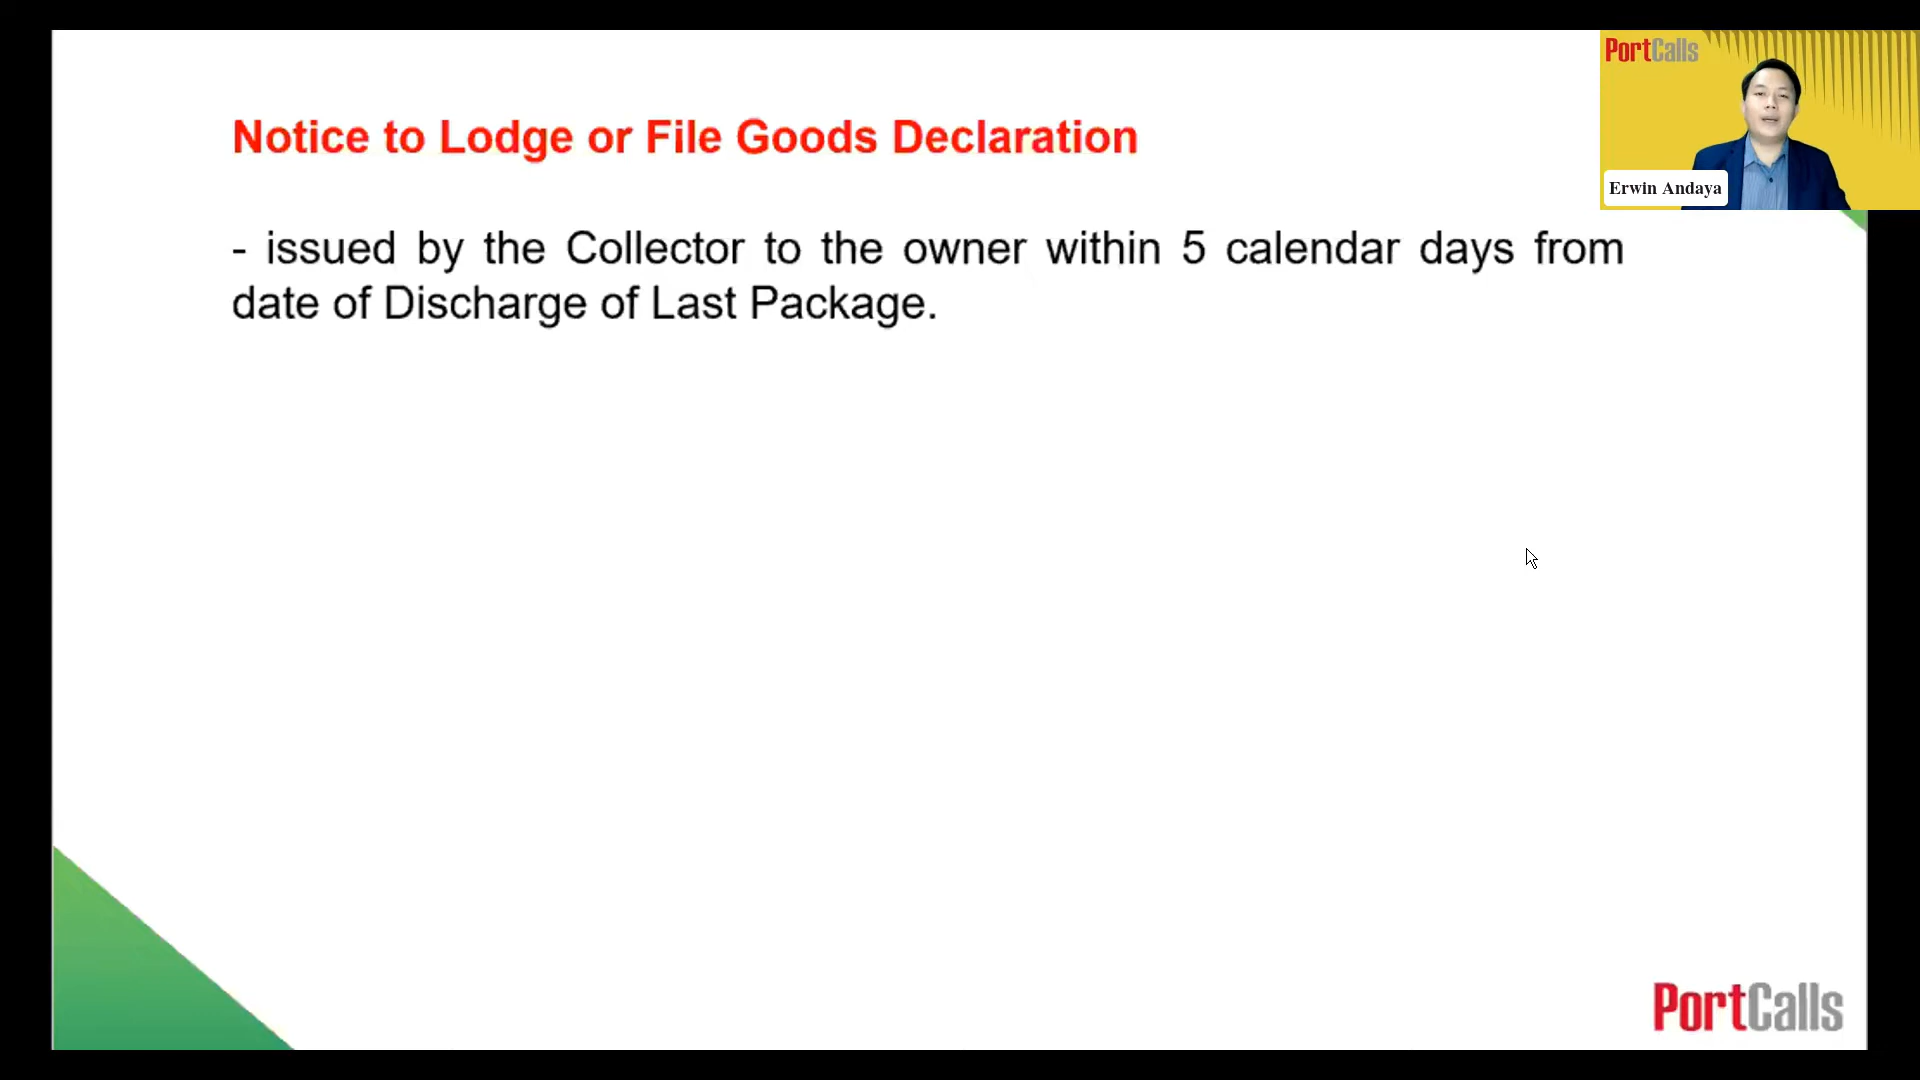 PortCalls
Erwin Andaya
Notice to Lodge or File Goods Declaration
- issued by the Collector to the owner within 5 calendar days from
date of Discharge of Last Package.
PortCalls